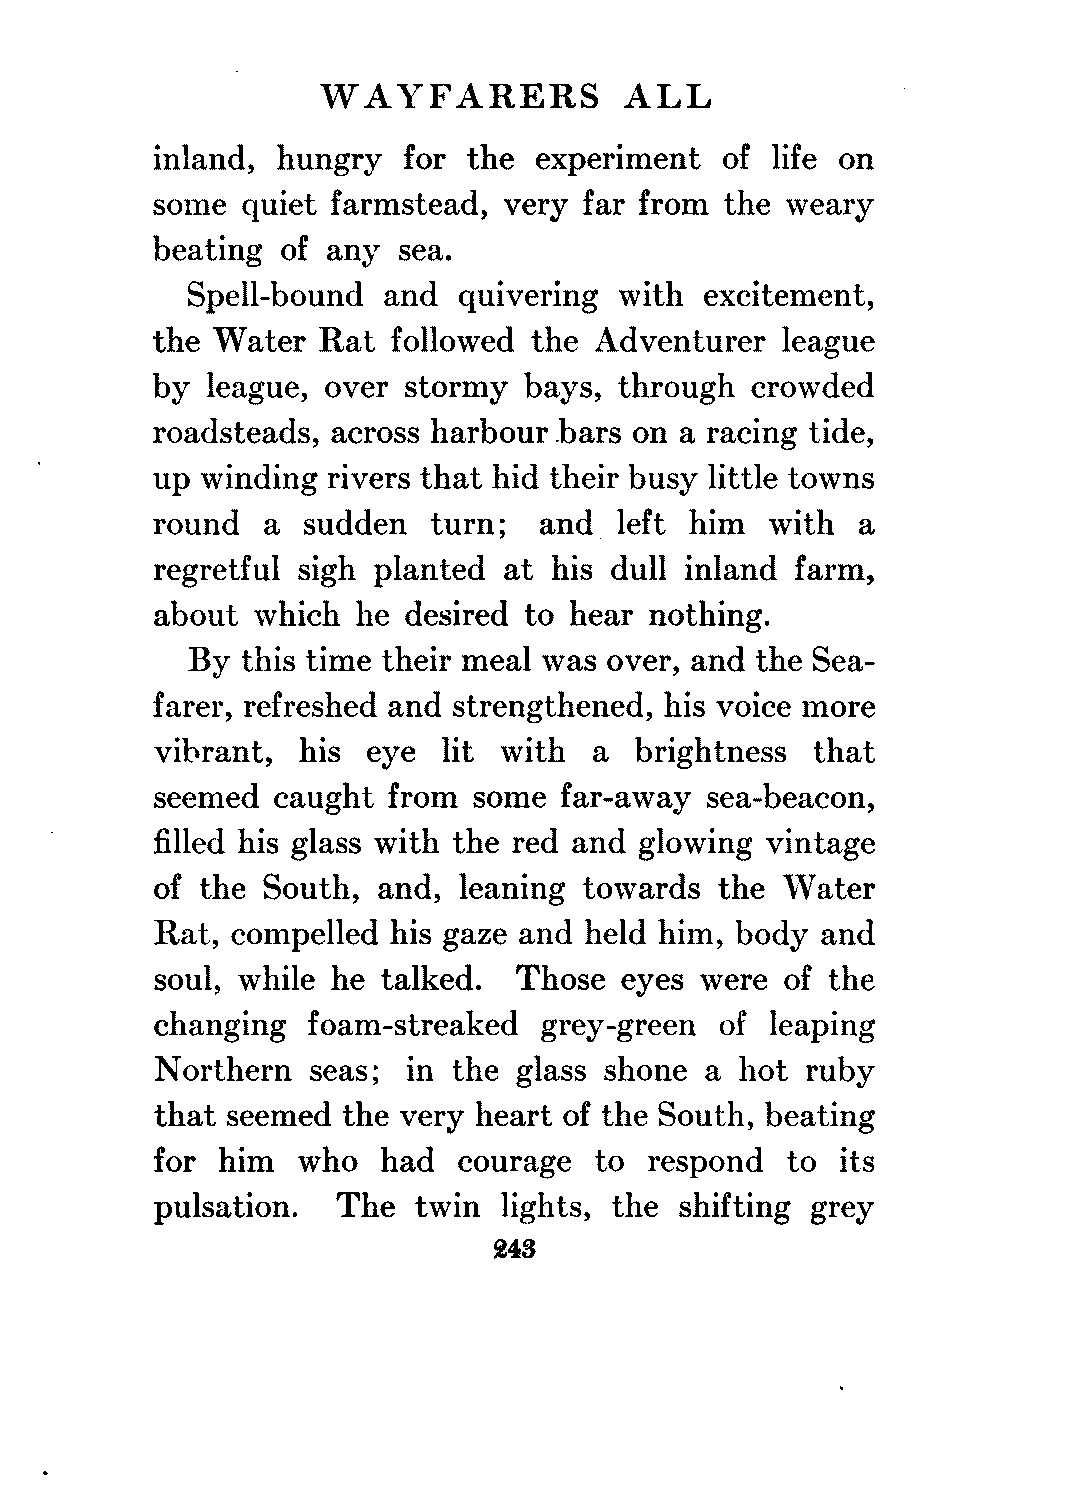 WAYFARERS ALL
inland, hungry for the experiment of life on
some quiet farmstead, very far from the weary
beating of any sea.
Spell-bound and quivering with excitement,
the Water Rat followed the Adventurer league
by league, over stormy bays, through crowded
roadsteads, across harbour bars on a racing tide,
up winding rivers that hid their busy little towns
round a sudden turn; and left him with a
regretful sigh planted at his dull inland farm,
about which he desired to hear nothing.
By this time their meal was over, and the Sea-
farer, refreshed and strengthened, his voice more
vibrant, his eye lit with a brightness that
seemed caught from some far-away sea-beacon,
filled his glass with the red and glowing vintage
of the South, and, leaning towards the Water
Rat, compelled his gaze and held him, body and
soul, while he talked. Those eyes were of the
changing foam-streaked grey-green of leaping
Northern seas; in the glass shone a hot ruby
that seemed the very heart of the South, beating
for him who had courage to respond to its
pulsation. The twin lights, the shifting grey
243